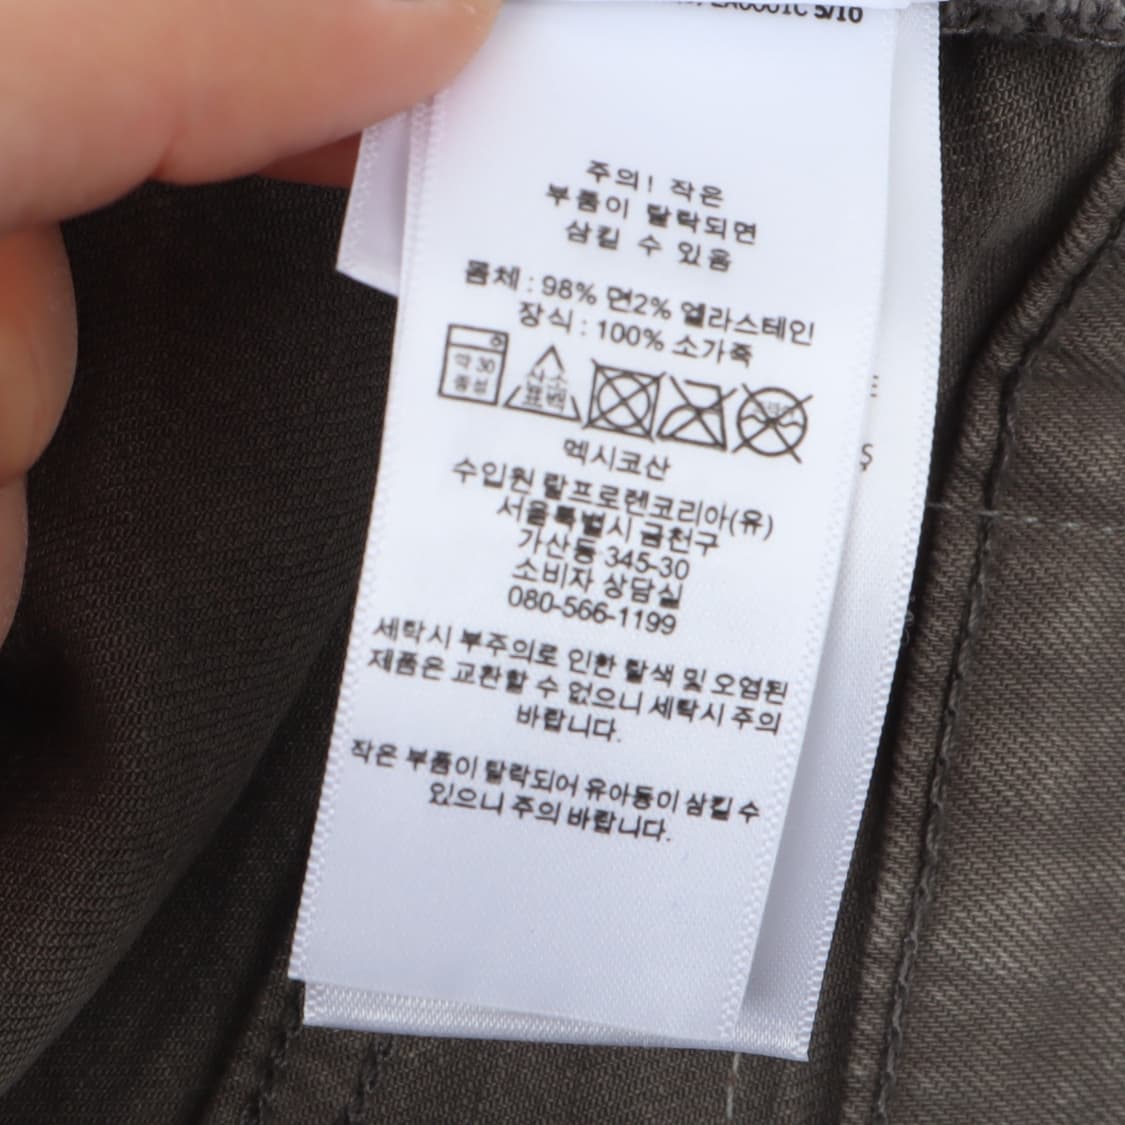 5/10
주의! 작은
부품이 탈락되면
삼킬 수 있음
몸체 : 98% 면2% 엘라스테인
장식 : 100% 소가죽
약 30
중성
산소
표백
멕시코산
수입원 랄프로렌코리아(유)
서울특별시 금천구
가산동 345-30
소비자 상담실
080-566-1199
세탁시 부주의로 인한 탈색 및 오염된
제품은 교환할 수 없으니 세탁시 주의
바랍니다.
작은 부품이 탈락되어 유아동이 삼킬 수
있으니 주의 바랍니다.